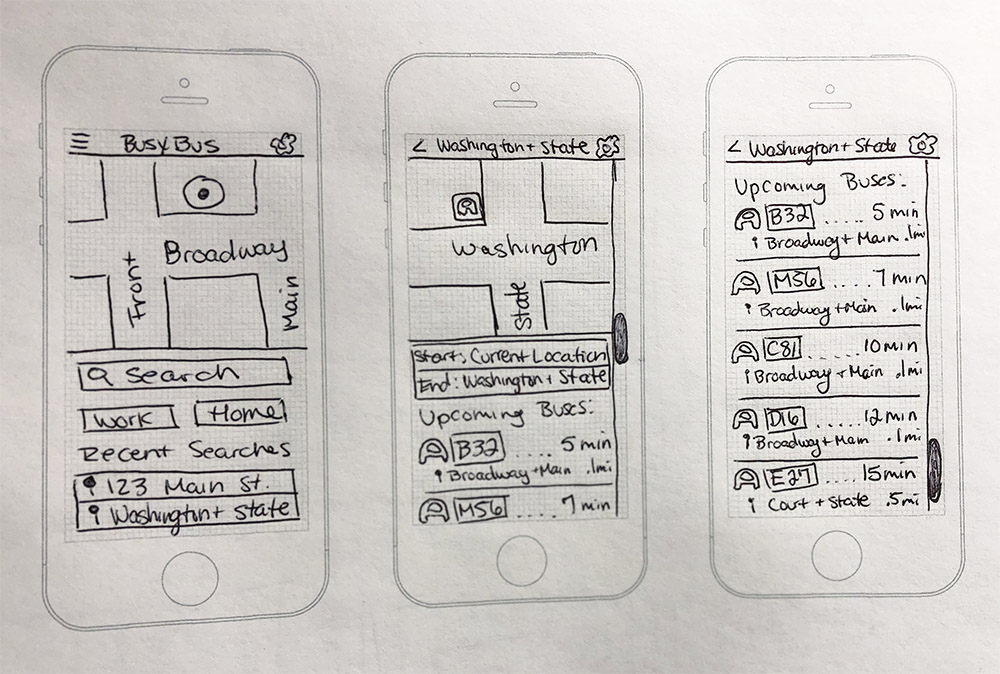 Busy Bus
Broadway
Front
Main
Search
Work
Home
Recent Searches
123 Main St.
Washington + State
< Washington + State
Washington
State
Start: Current Location
End: Washington + State
Upcoming Buses:
B32 ..... 5 min
Broadway + Main .1mi
M56 ..... 7 min
< Washington + State
Upcoming Buses:
B32 ..... 5 min
Broadway + Main .1mi
M56 ..... 7 min
Broadway + Main .1mi
C81 ...... 10 min
Broadway + Main .1mi
D16 ...... 12 min
Broadway + Main .1mi
E27 ..... 15 min
Court + State .5mi